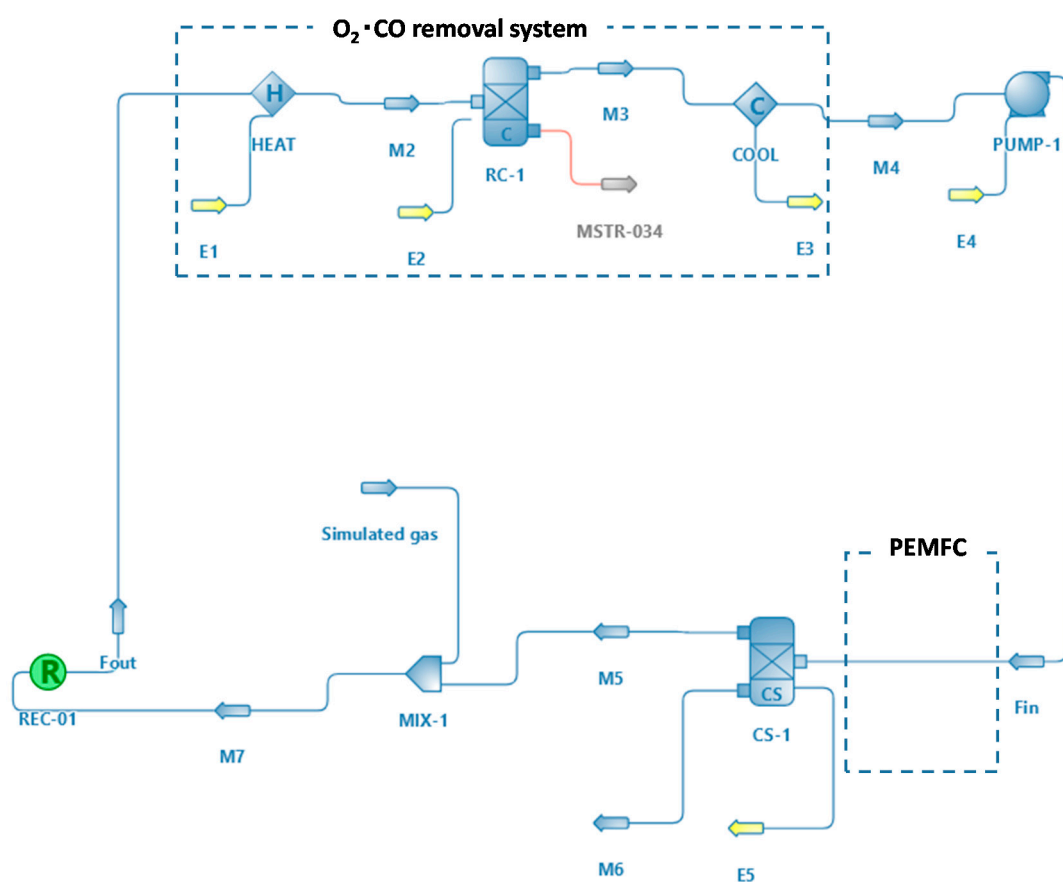 O₂・CO removal system
H
HEAT
M2
C
RC-1
M3
C
COOL
M4
PUMP-1
E1
E2
MSTR-034
E3
E4
Simulated gas
PEMFC
R
Fout
REC-01
M7
MIX-1
M5
CS
CS-1
Fin
M6
E5